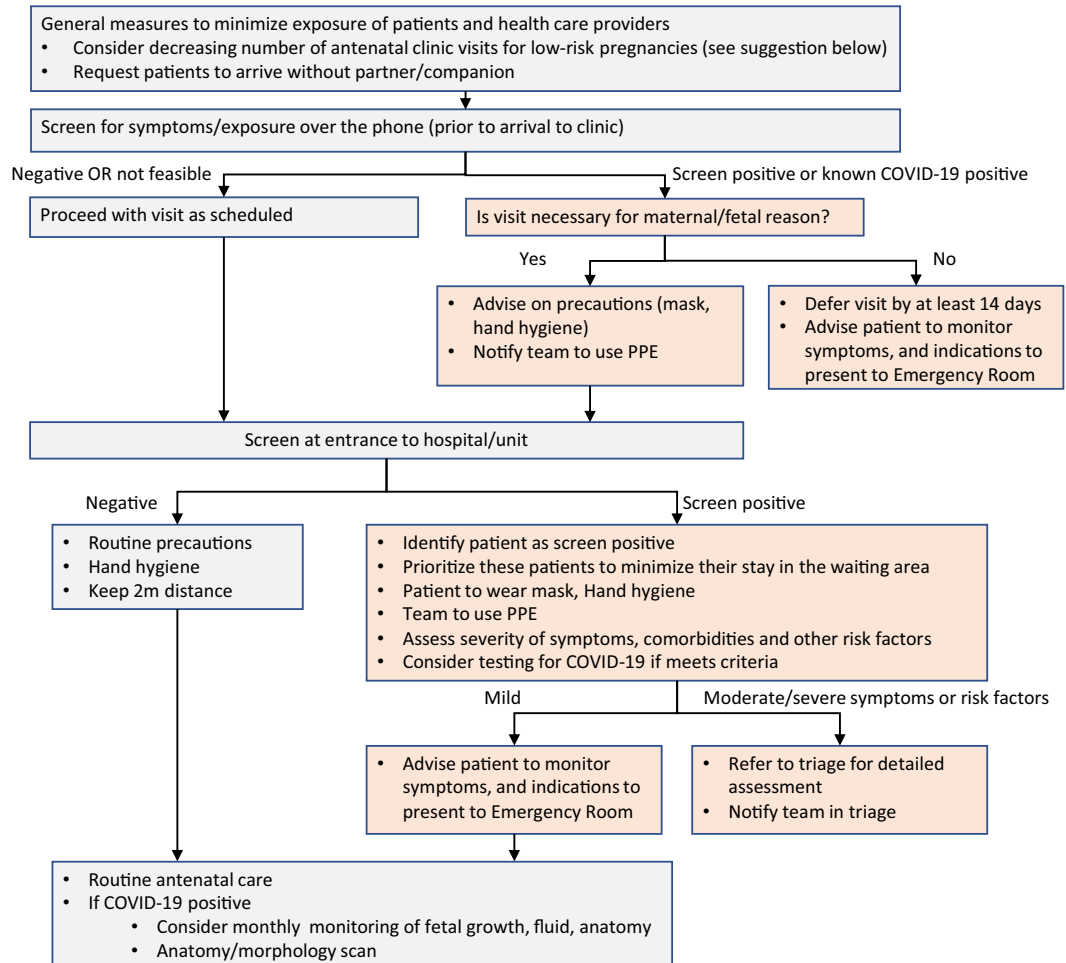 General measures to minimize exposure of patients and health care providers
• Consider decreasing number of antenatal clinic visits for low-risk pregnancies (see suggestion below)
• Request patients to arrive without partner/companion
Screen for symptoms/exposure over the phone (prior to arrival to clinic)
Negative OR not feasible
Screen positive or known COVID-19 positive
Proceed with visit as scheduled
Is visit necessary for maternal/fetal reason?
Yes
No
• Advise on precautions (mask,
hand hygiene)
• Notify team to use PPE
• Defer visit by at least 14 days
• Advise patient to monitor
symptoms, and indications to
present to Emergency Room
Screen at entrance to hospital/unit
Negative
Screen positive
• Routine precautions
• Hand hygiene
• Keep 2m distance
• Identify patient as screen positive
• Prioritize these patients to minimize their stay in the waiting area
• Patient to wear mask, Hand hygiene
• Team to use PPE
• Assess severity of symptoms, comorbidities and other risk factors
• Consider testing for COVID-19 if meets criteria
Mild
Moderate/severe symptoms or risk factors
• Advise patient to monitor
symptoms, and indications to
present to Emergency Room
• Refer to triage for detailed
assessment
• Notify team in triage
• Routine antenatal care
• If COVID-19 positive
• Consider monthly monitoring of fetal growth, fluid, anatomy
• Anatomy/morphology scan